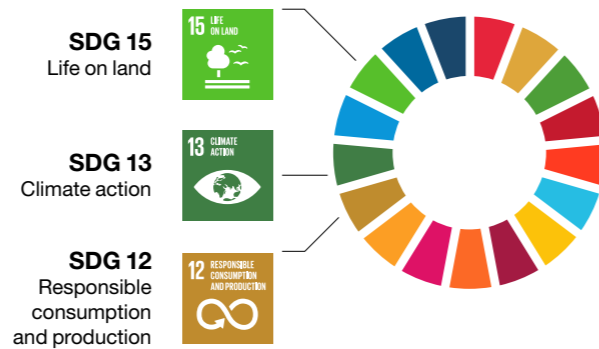 SDG 15
Life on land
15 LIFE
ON LAND
SDG 13
Climate action
13 CLIMATE
ACTION
SDG 12
Responsible
consumption
and production
12 RESPONSIBLE
CONSUMPTION
AND PRODUCTION